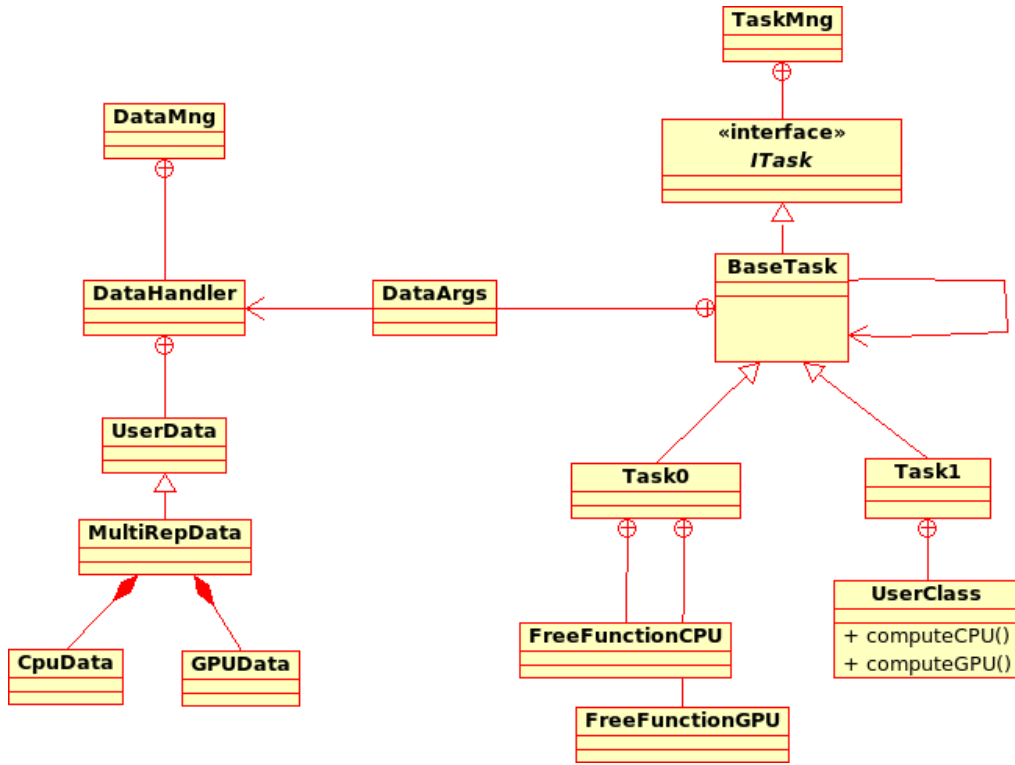 TaskMng
DataMng
«interface»
ITask
BaseTask
DataHandler
DataArgs
UserData
Task0
Task1
MultiRepData
UserClass
+ computeCPU()
+ computeGPU()
FreeFunctionCPU
CpuData
GPUData
FreeFunctionGPU